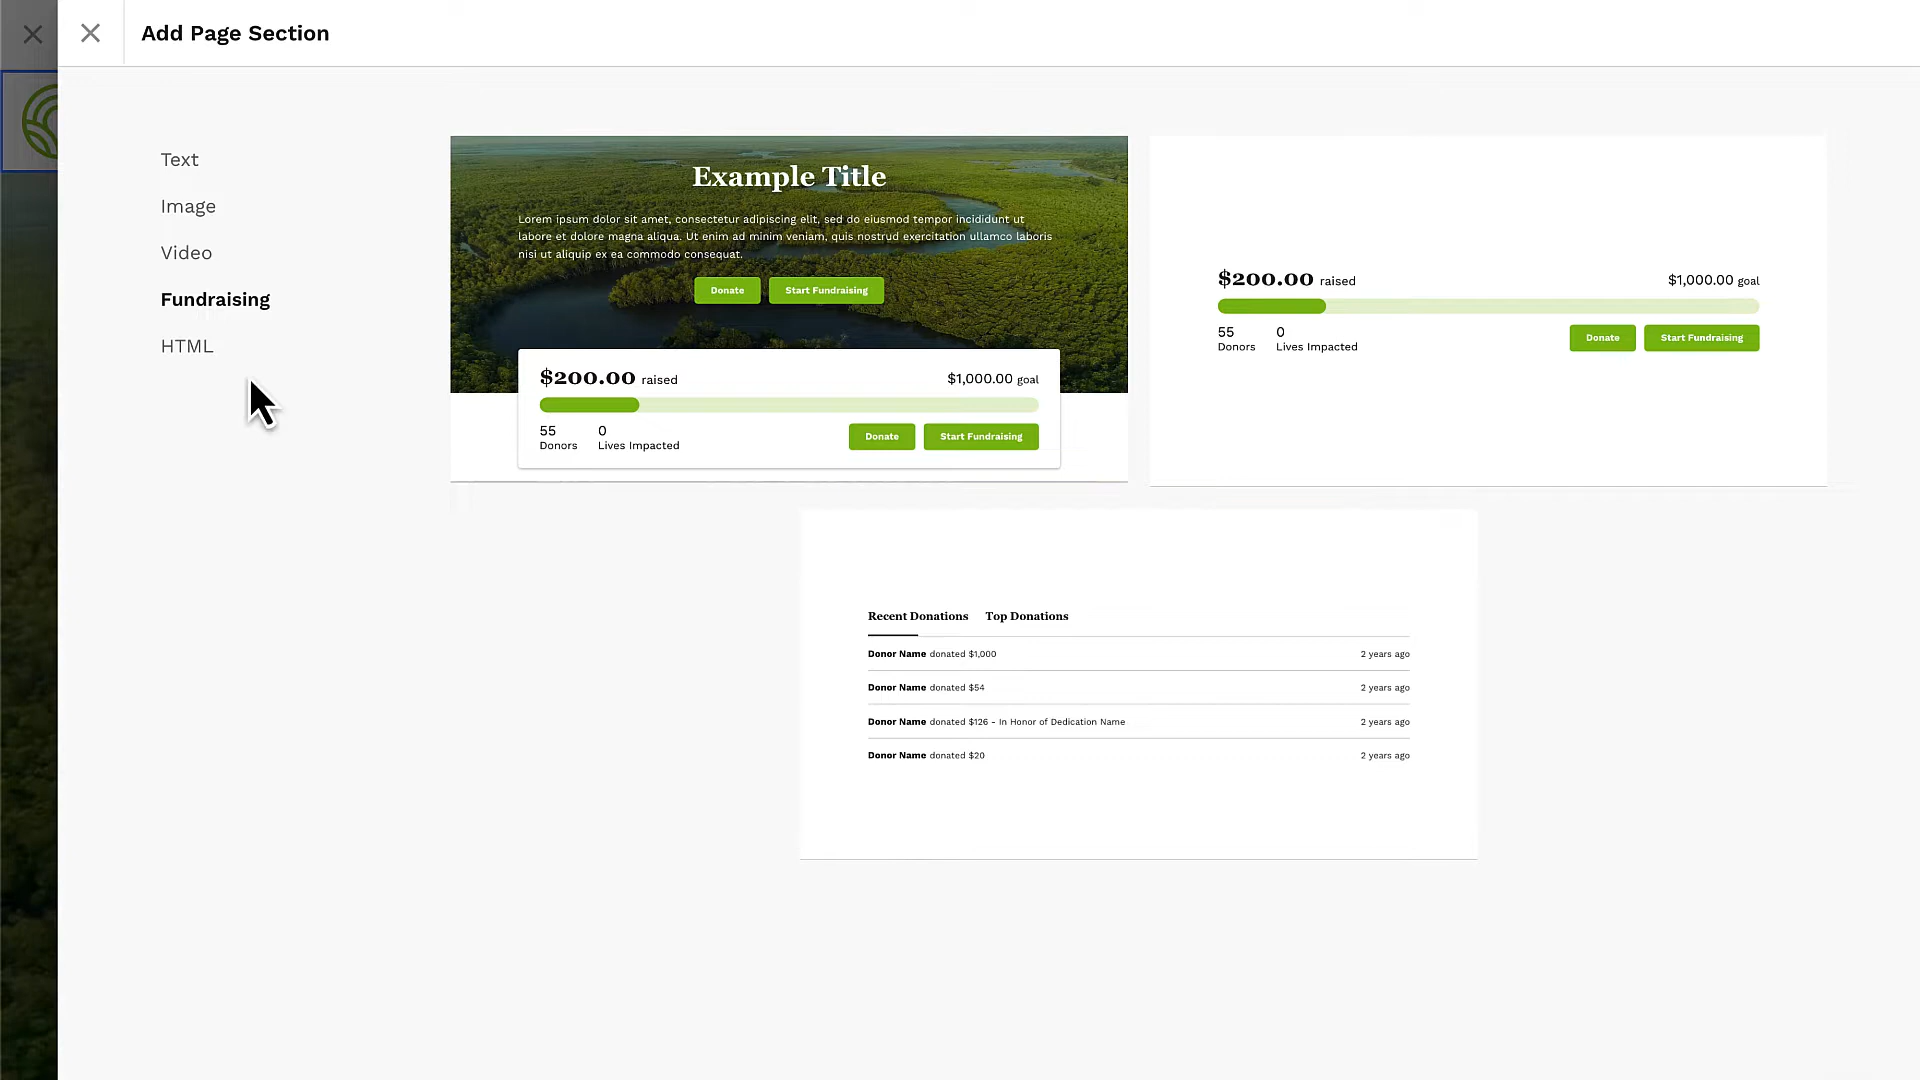 Add Page Section
Text
Image
Video
Fundraising
HTML
Example Title
Lorem ipsum dolor sit amet, consectetur adipiscing elit, sed do eiusmod tempor incididunt ut
labore et dolore magna aliqua. Ut enim ad minim veniam, quis nostrud exercitation ullamco laboris
nisi ut aliquip ex ea commodo consequat.
Donate
Start Fundraising
$200.00 raised
$1,000.00 goal
55
Donors
0
Lives Impacted
Donate
Start Fundraising
$200.00 raised
$1,000.00 goal
55
Donors
0
Lives Impacted
Donate
Start Fundraising
Recent Donations
Top Donations
Donor Name donated $1,000
2 years ago
Donor Name donated $54
2 years ago
Donor Name donated $126 - In Honor of Dedication Name
2 years ago
Donor Name donated $20
2 years ago